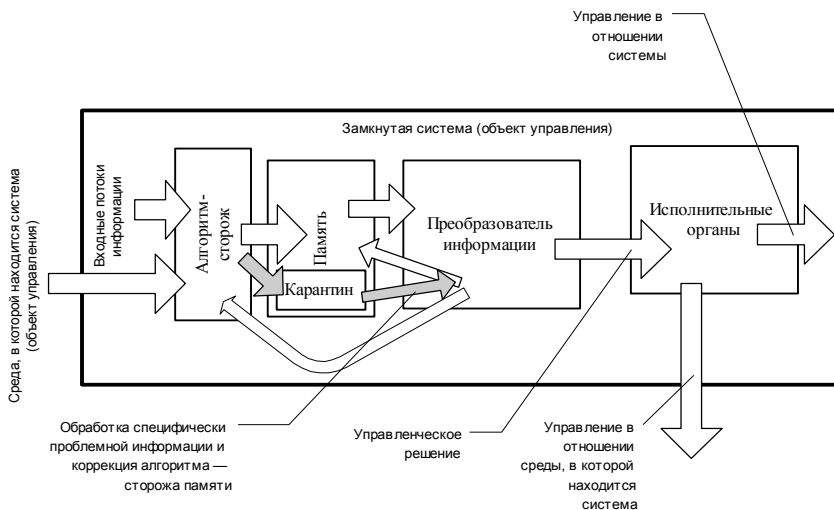 Управление в
отношении
системы
Замкнутая система (объект управления)
Среда, в которой находится система
(объект управления)
Входные потоки
информации
Алгоритм-
сторож
Память
Карантин
Преобразователь
информации
Исполнительные
органы
Обработка специфически
проблемной информации и
коррекция алгоритма —
сторожа памяти
Управленческое
решение
Управление в
отношении
среды, в которой
находится
система